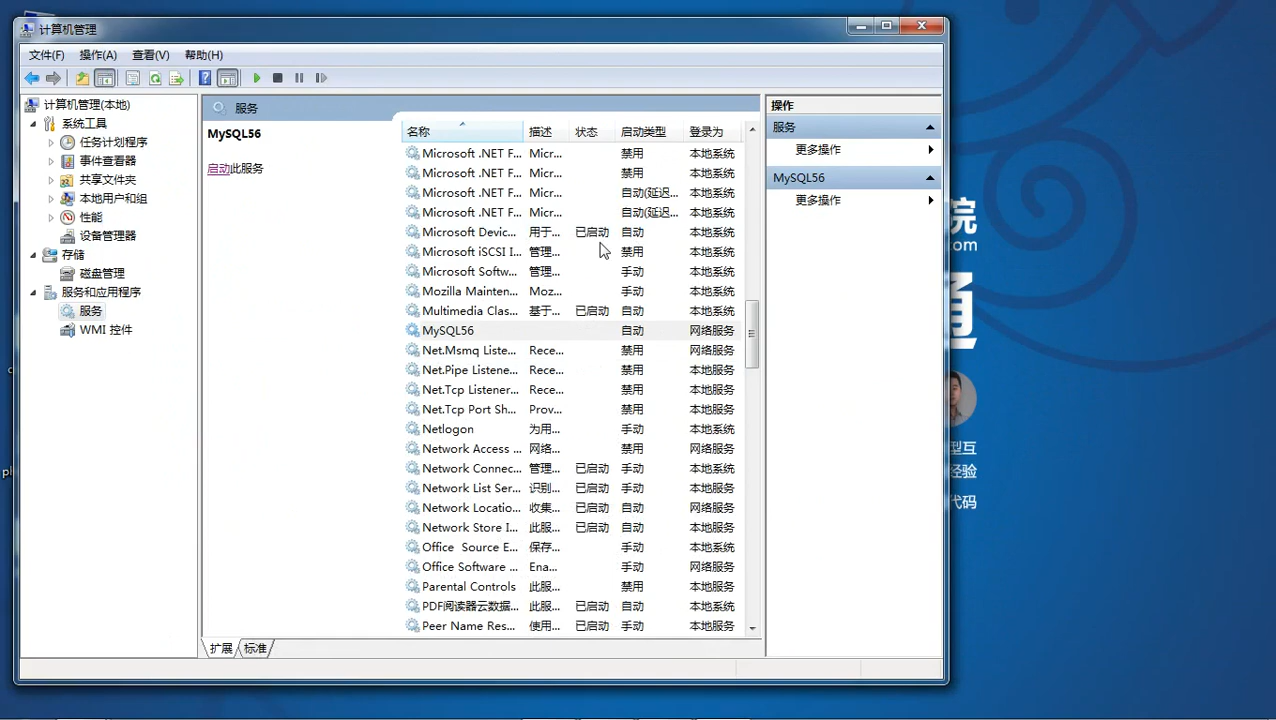 计算机管理
文件(F) 操作(A) 查看(V) 帮助(H)
计算机管理(本地)
系统工具
任务计划程序
事件查看器
共享文件夹
本地用户和组
性能
设备管理器
存储
磁盘管理
服务和应用程序
服务
WMI 控件
服务
MySQL56
启动此服务
名称 描述 状态 启动类型 登录为
Microsoft .NET F... Micr... 禁用 本地系统
Microsoft .NET F... Micr... 禁用 本地系统
Microsoft .NET F... Micr... 自动(延迟... 本地系统
Microsoft .NET F... Micr... 自动(延迟... 本地系统
Microsoft Devic... 用于... 已启动 自动 本地系统
Microsoft iSCSI I... 管理... 禁用 本地系统
Microsoft Softw... 管理... 手动 本地系统
Mozilla Mainten... Moz... 手动 本地系统
Multimedia Clas... 基于... 已启动 自动 本地系统
MySQL56 自动 网络服务
Net.Msmq Liste... Rece... 禁用 网络服务
Net.Pipe Listene... Rece... 禁用 本地服务
Net.Tcp Listener... Rece... 禁用 本地服务
Net.Tcp Port Sh... Prov... 禁用 本地服务
Netlogon 为用... 手动 本地系统
Network Access ... 网络... 禁用 网络服务
Network Connec... 管理... 已启动 手动 本地系统
Network List Ser... 识别... 已启动 手动 本地服务
Network Locatio... 收集... 已启动 自动 网络服务
Network Store I... 此服... 已启动 自动 本地服务
Office  Source E... 保存... 手动 本地系统
Office Software ... Ena... 手动 网络服务
Parental Controls 此服... 禁用 本地服务
PDF阅读器云数据... 此服... 已启动 自动 本地系统
Peer Name Res... 使用... 已启动 手动 本地服务
扩展 标准
操作
服务
更多操作
MySQL56
更多操作
院
com
通
型互
经验
代码